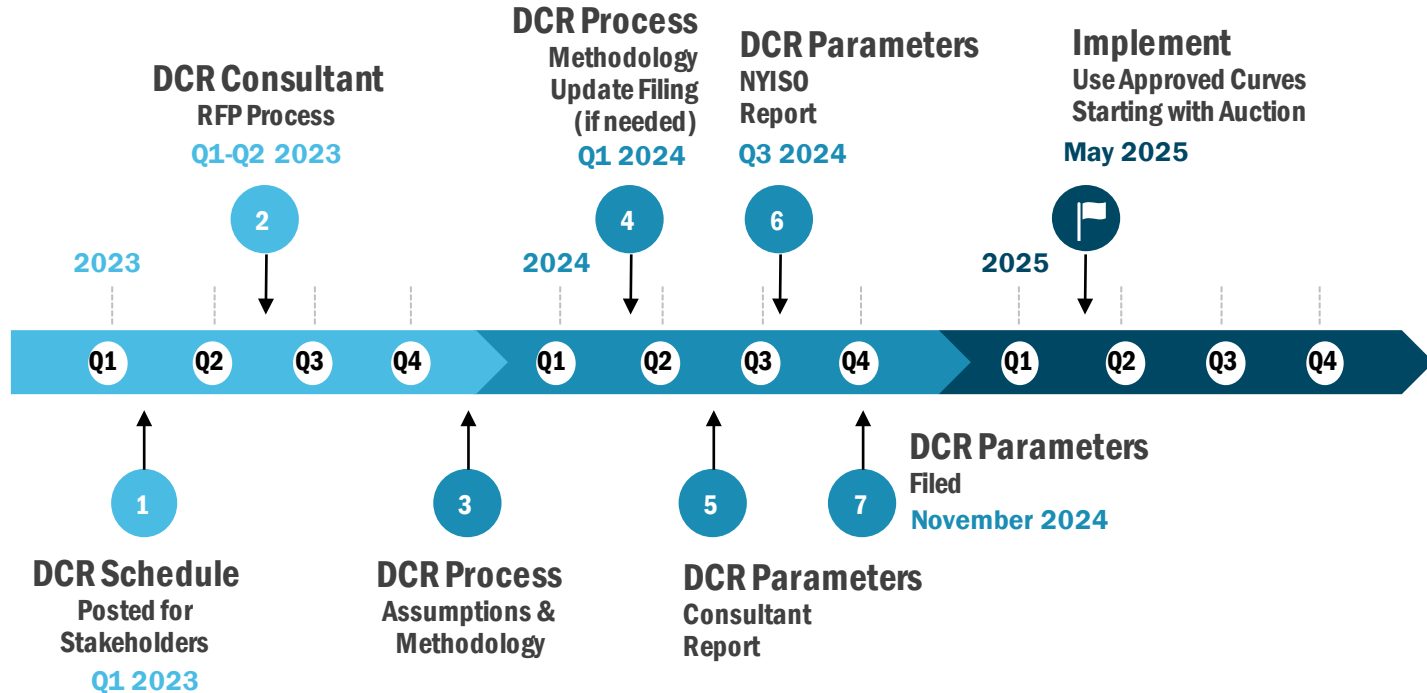 DCR Consultant
RFP Process
Q1-Q2 2023
2
DCR Process
Methodology
Update Filing
(if needed)
Q1 2024
4
DCR Parameters
NYISO
Report
Q3 2024
6
Implement
Use Approved Curves
Starting with Auction
May 2025
2023
2024
2025
Q1
Q2
Q3
Q4
Q1
Q2
Q3
Q4
Q1
Q2
Q3
Q4
1
DCR Schedule
Posted for
Stakeholders
Q1 2023
3
DCR Process
Assumptions &
Methodology
5
DCR Parameters
Consultant
Report
7
DCR Parameters
Filed
November 2024